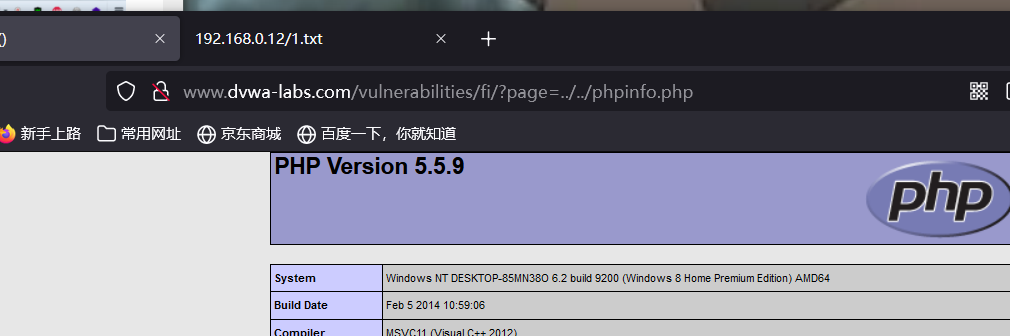 ()
192.168.0.12/1.txt
www.dvwa-labs.com/vulnerabilities/fi/?page=../../phpinfo.php
新手上路 常用网址 京东商城 百度一下，你就知道
PHP Version 5.5.9
php
System Windows NT DESKTOP-85MN38O 6.2 build 9200 (Windows 8 Home Premium Edition) AMD64
Build Date Feb 5 2014 10:59:06
Compiler MSVC11 (Visual C++ 2012)